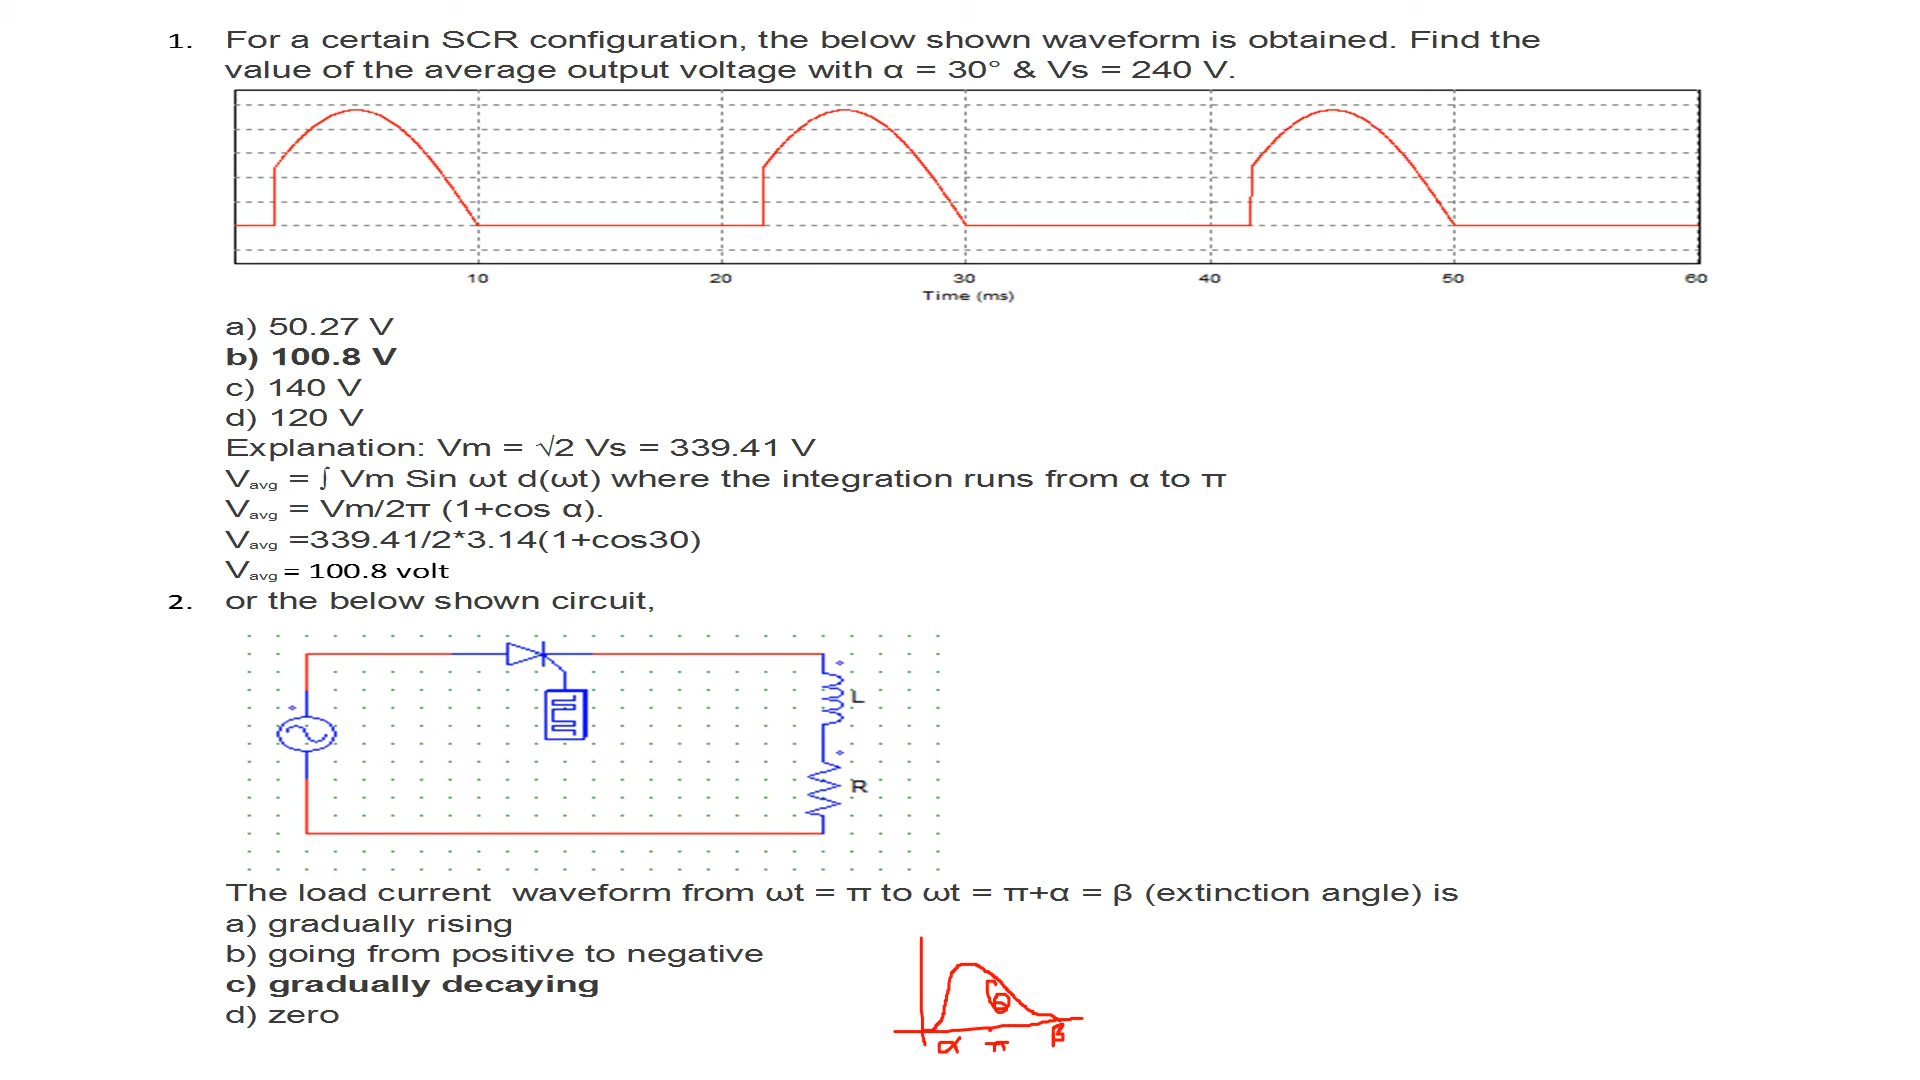 1. For a certain SCR configuration, the below shown waveform is obtained. Find the
value of the average output voltage with α = 30° & Vs = 240 V.
10 20 30 40 50 60
Time (ms)
a) 50.27 V
b) 100.8 V
c) 140 V
d) 120 V
Explanation: Vm = √2 Vs = 339.41 V
Vavg = ∫ Vm Sin ωt d(ωt) where the integration runs from α to π
Vavg = Vm/2π (1+cos α).
Vavg =339.41/2*3.14(1+cos30)
Vavg = 100.8 volt
2. or the below shown circuit,
L
R
The load current waveform from ωt = π to ωt = π+α = β (extinction angle) is
a) gradually rising
b) going from positive to negative
c) gradually decaying
d) zero
α π β